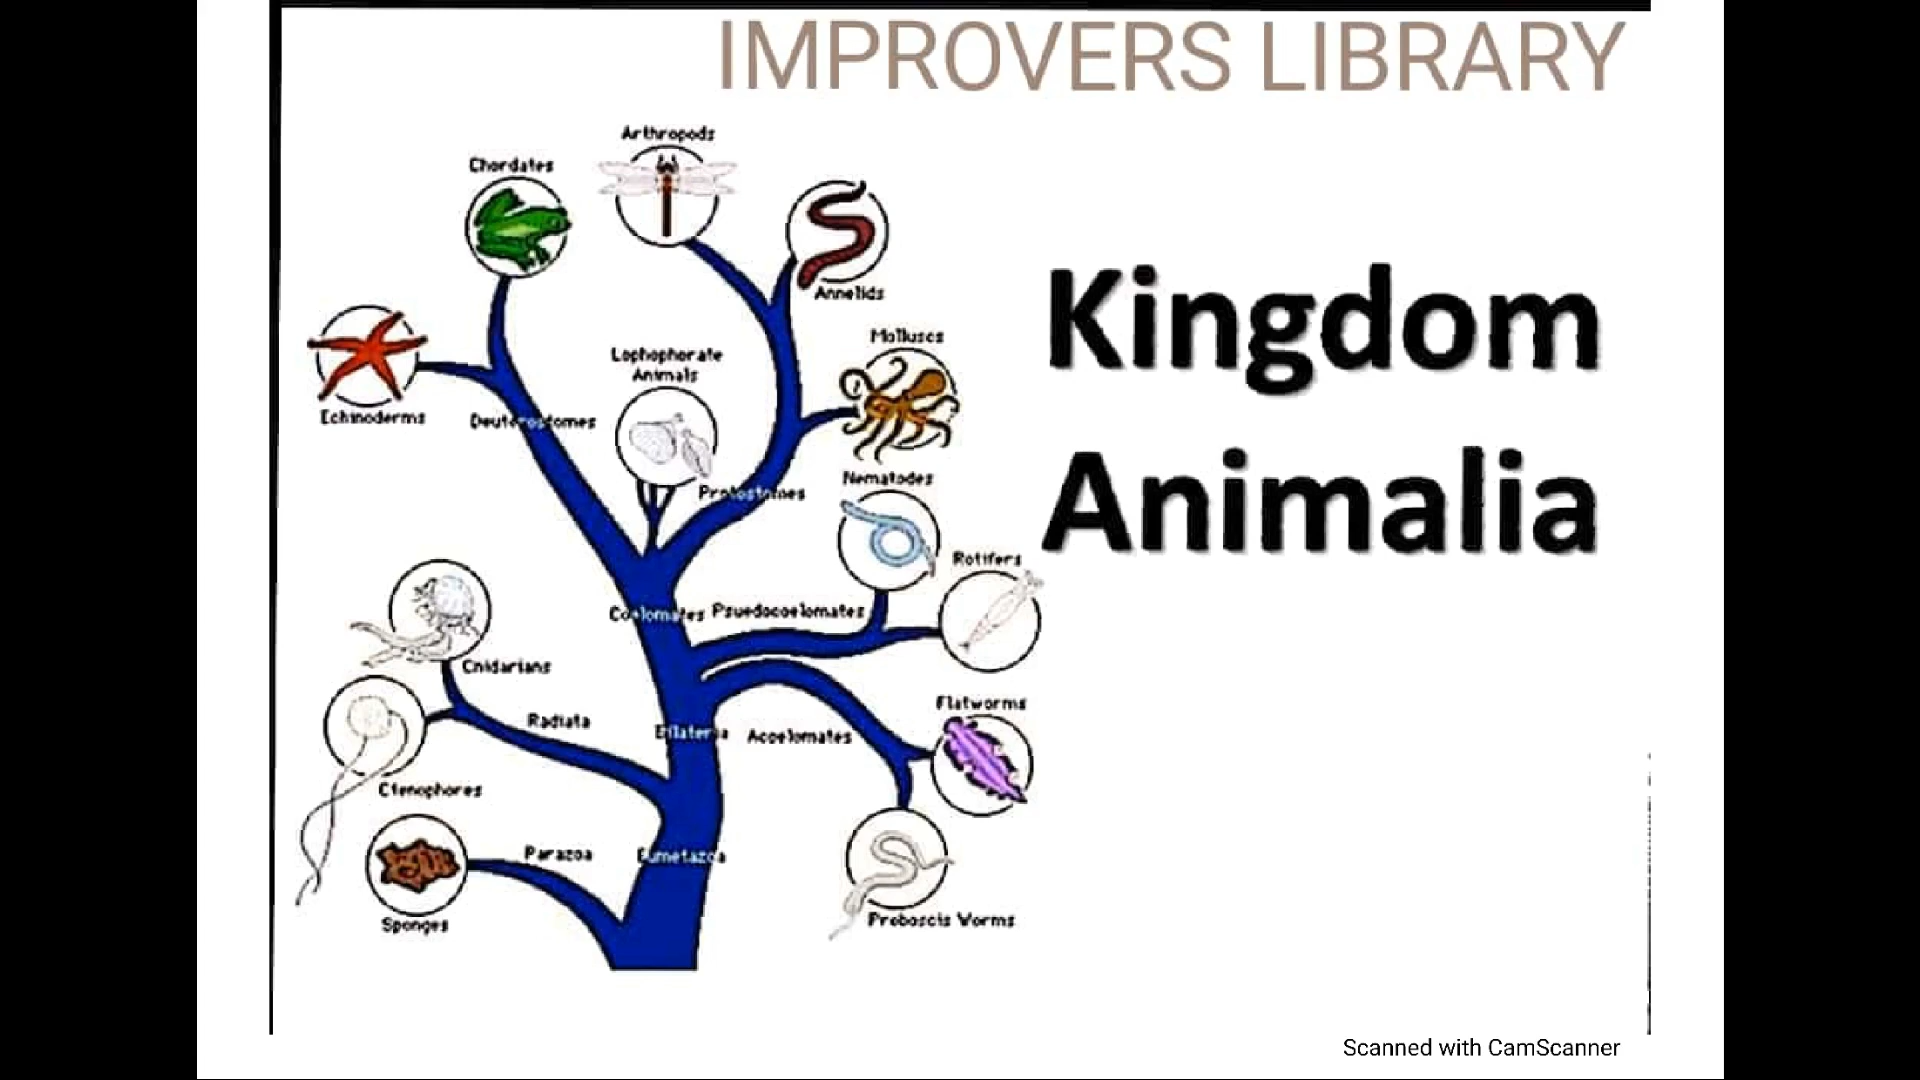 IMPROVERS LIBRARY
Arthropods
Chordates
Annelids
Molluscs
Lophophorate
Animals
Echinoderms
Deuterostomes
Nematodes
Protostomes
Rotifers
Coelomates
Psuedocoelomates
Cnidarians
Flatworms
Radiata
Bilateria
Acoelomates
Ctenophores
Parazoa
Eumetazoa
Sponges
Proboscis Worms
Kingdom
Animalia
Scanned with CamScanner